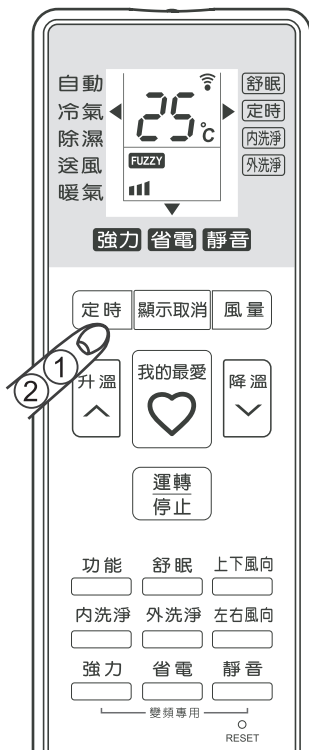 自動 舒眠
冷氣 25°C 定時
除濕 內洗淨
送風 FUZZY 外洗淨
暖氣
強力 省電 靜音
定時 顯示取消 風量
① ②
升溫 我的最愛 降溫
運轉
停止
功能 舒眠 上下風向
內洗淨 外洗淨 左右風向
強力 省電 靜音
變頻專用
RESET